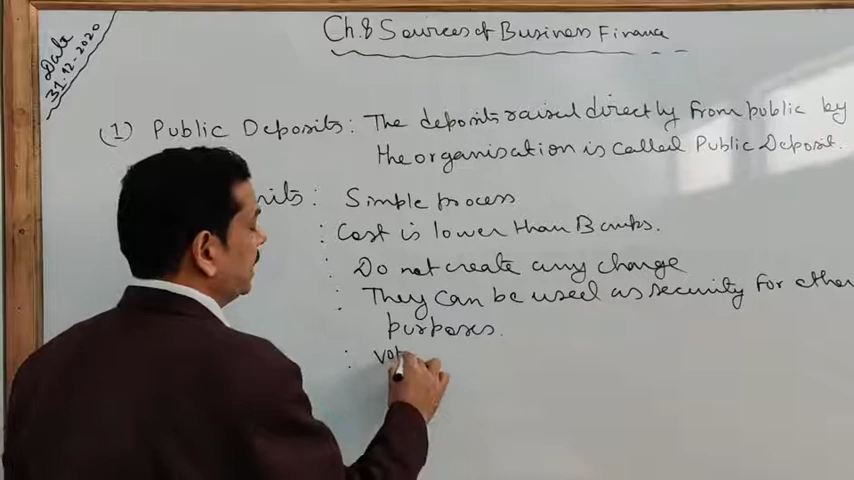 Date
31.12.2020
Ch.8 Sources of Business Finance
(1) Public Deposits: The deposits raised directly from public by
the organisation is called Public Deposit.
its: Simple process
: Cost is lower than Banks.
: Do not create any charge
: They can be used as security for other
purposes.
: Vot